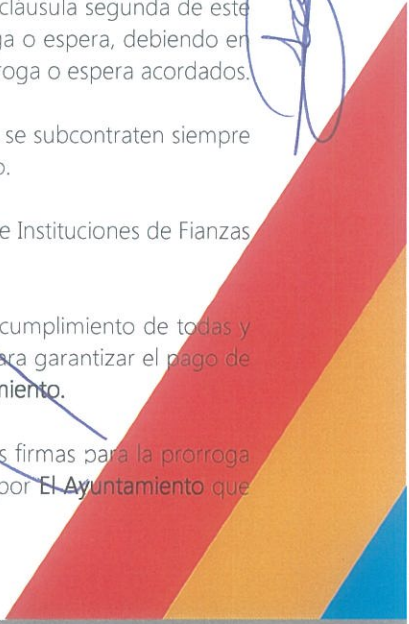 cláusula segunda de este
ga o espera, debiendo en
roga o espera acordados.
se subcontraten siempre
o.
e Instituciones de Fianzas
cumplimiento de todas y
ara garantizar el pago de
miento.
s firmas para la prorroga
por El Ayuntamiento que